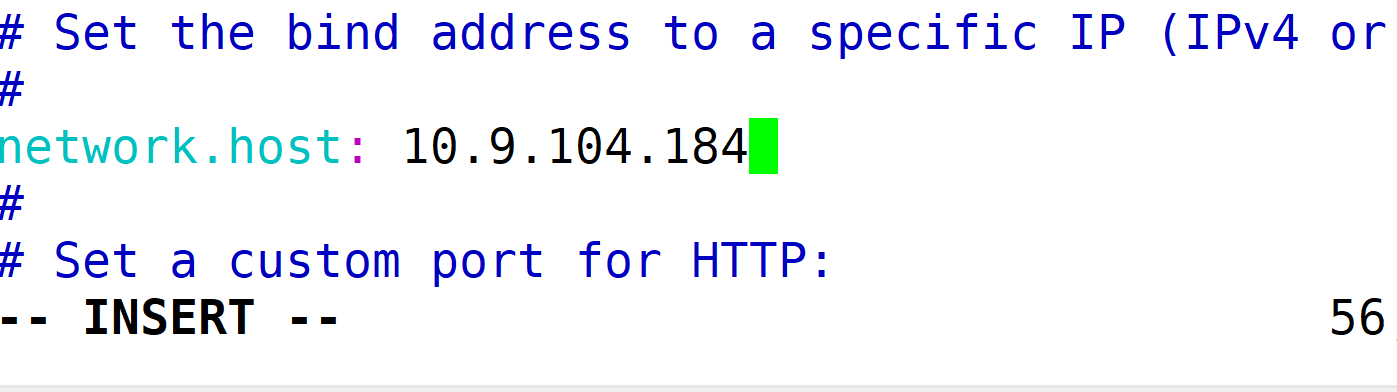 # Set the bind address to a specific IP (IPv4 or
#
network.host: 10.9.104.184
#
# Set a custom port for HTTP:
-- INSERT --
56,